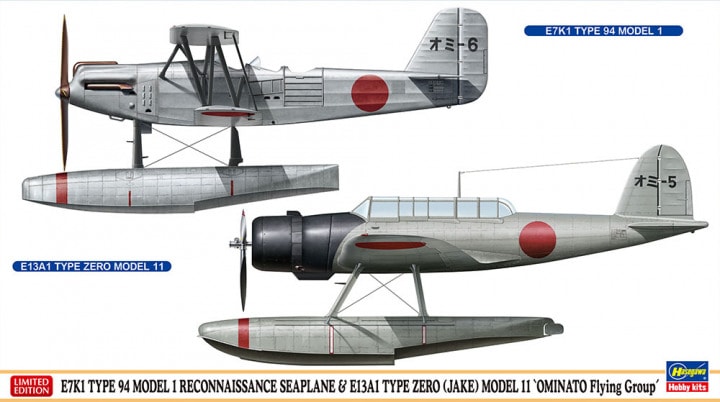 E7K1 TYPE 94 MODEL 1
オミ-6
オミ-5
E13A1 TYPE ZERO MODEL 11
LIMITED
EDITION
E7K1 TYPE 94 MODEL 1 RECONNAISSANCE SEAPLANE & E13A1 TYPE ZERO (JAKE) MODEL 11 `OMINATO Flying Group´
Hasegawa
Hobby kits